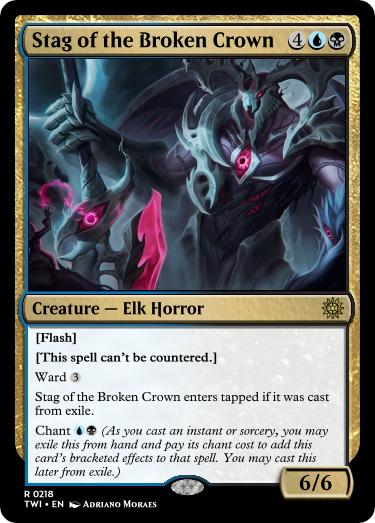 Stag of the Broken Crown 4UB
Creature — Elk Horror
[Flash]
[This spell can't be countered.]
Ward 3
Stag of the Broken Crown enters tapped if it was cast
from exile.
Chant (As you cast an instant or sorcery, you may
exile this from hand and pay its chant cost to add this
card's bracketed effects to that spell. You may cast this
later from exile.)
6/6
R 0218
TWI • EN Adriano Moraes